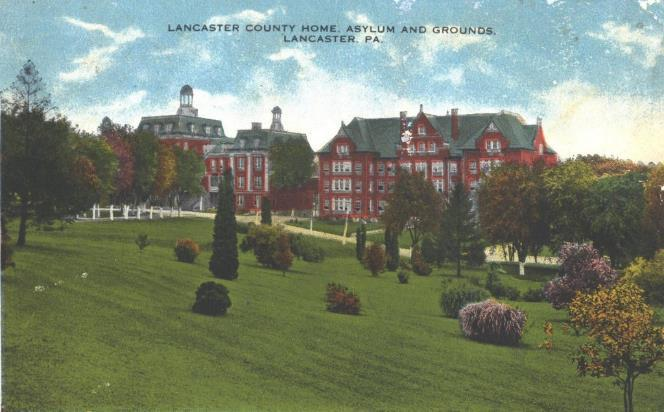 LANCASTER COUNTY HOME, ASYLUM AND GROUNDS,
LANCASTER, PA.